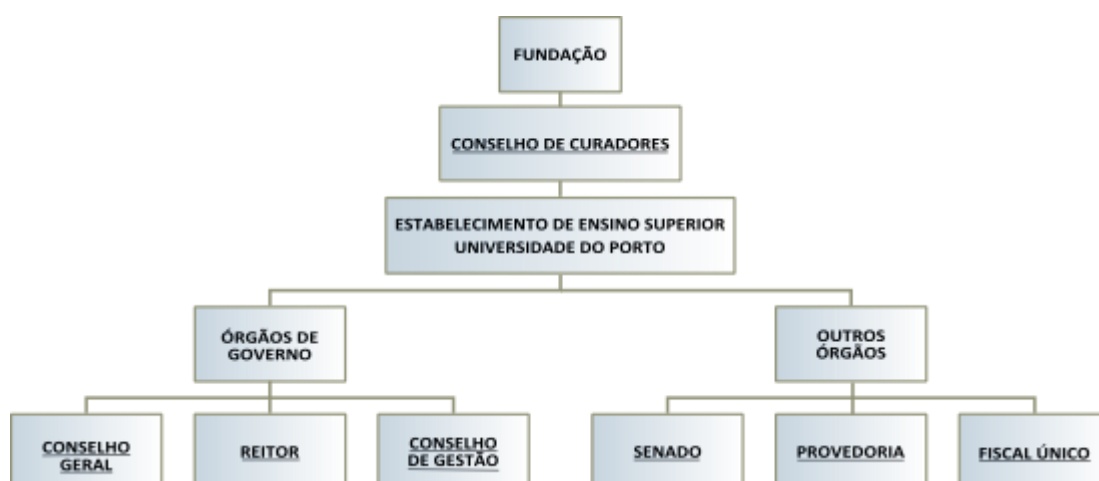 FUNDAÇÃO
CONSELHO DE CURADORES
ESTABELECIMENTO DE ENSINO SUPERIOR
UNIVERSIDADE DO PORTO
ÓRGÃOS DE
GOVERNO
OUTROS
ÓRGÃOS
CONSELHO
GERAL
REITOR
CONSELHO
DE GESTÃO
SENADO
PROVEDORIA
FISCAL ÚNICO